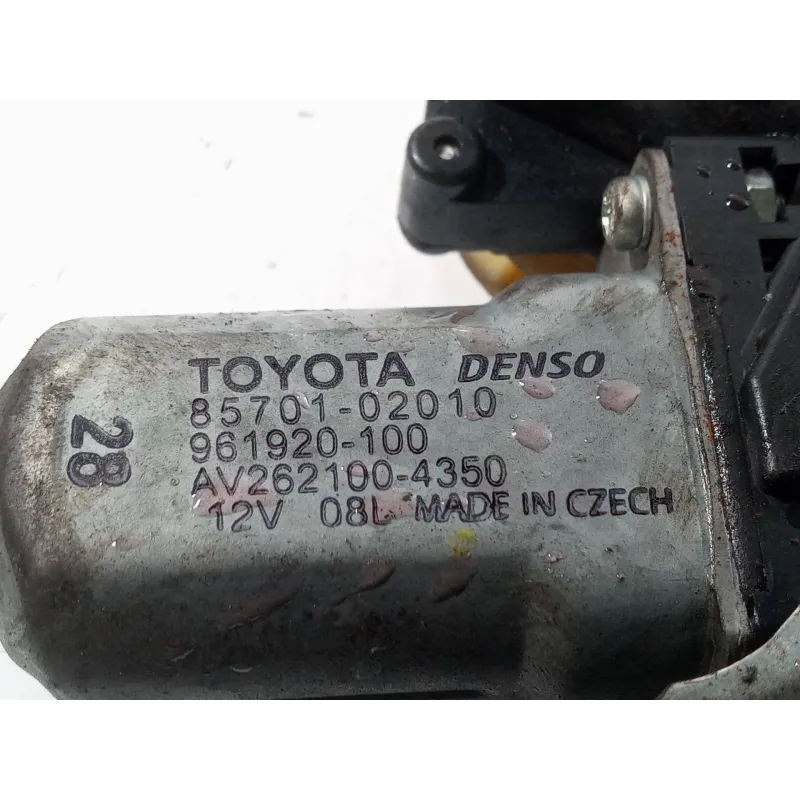 TOYOTA DENSO
85701-02010
961920-100
AV262100-4350
12V 08L MADE IN CZECH
28